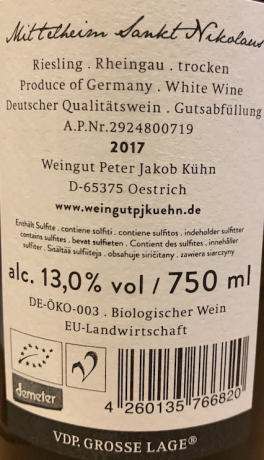 Mittelheim Sankt Nikolaus
Riesling . Rheingau . trocken
Produce of Germany . White Wine
Deutscher Qualitätswein . Gutsabfüllung
A.P.Nr.2924800719
2017
Weingut Peter Jakob Kühn
D-65375 Oestrich
www.weingutpjkuehn.de
Enthält Sulfite . contiene solfiti . contiene sulfitos . indeholder sulfitter
contains sulfites . bevat sulfieten . Contient des sulfites . innehåller
sulfiter . Sisältää sulfiitteja . obsahuje siričitany . zawiera siarczyny
alc. 13,0% vol / 750 ml
DE-ÖKO-003 . Biologischer Wein
EU-Landwirtschaft
demeter
4 260135 766820
VDP. GROSSE LAGE®